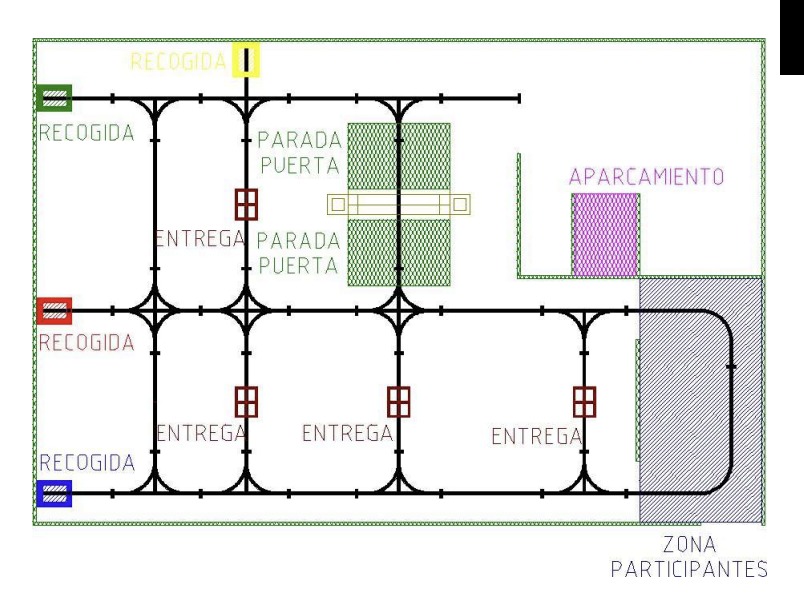 RECOGIDA
RECOGIDA
PARADA
PUERTA
APARCAMIENTO
ENTREGA
PARADA
PUERTA
RECOGIDA
ENTREGA
ENTREGA
ENTREGA
RECOGIDA
ZONA
PARTICIPANTES